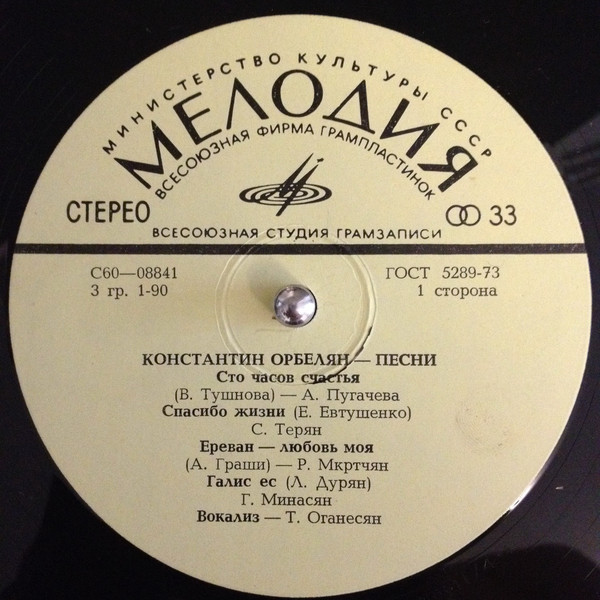 МИНИСТЕРСТВО КУЛЬТУРЫ СССР
МЕЛОДИЯ
ВСЕСОЮЗНАЯ ФИРМА ГРАМПЛАСТИНОК
СТЕРЕО
33
ВСЕСОЮЗНАЯ СТУДИЯ ГРАМЗАПИСИ
С60—08841
ГОСТ 5289-73
3 гр. 1-90
1 сторона
КОНСТАНТИН ОРБЕЛЯН — ПЕСНИ
Сто часов счастья
(В. Тушнова) — А. Пугачева
Спасибо жизни (Е. Евтушенко)
С. Терян
Ереван — любовь моя
(А. Граши) — Р. Мкртчян
Галис ес (Л. Дурян)
Г. Минасян
Вокализ — Т. Оганесян